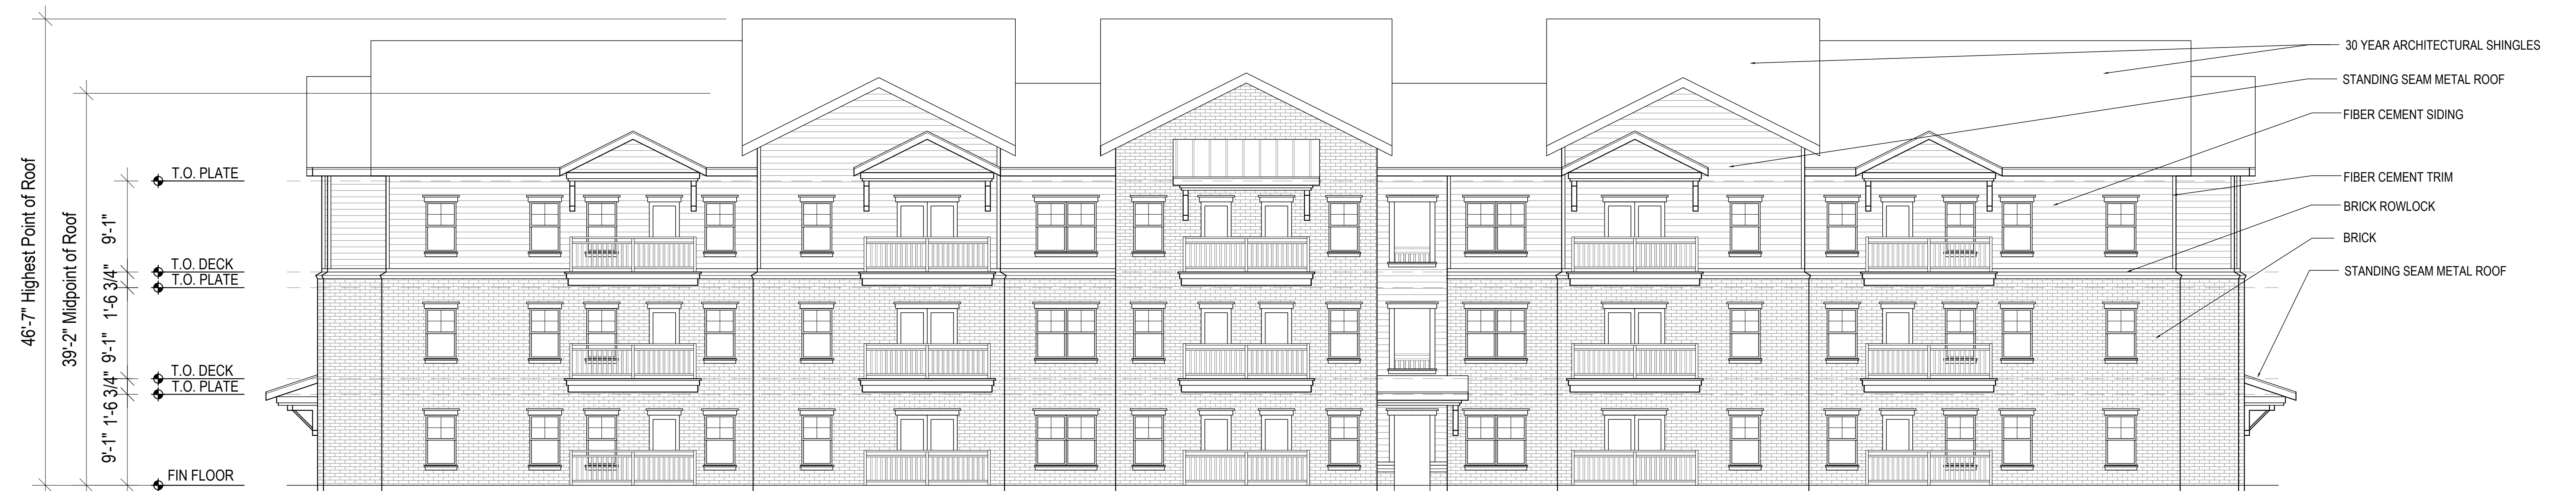 46'-7" Highest Point of Roof
39'-2" Midpoint of Roof
9'-1"
1'-6 3/4"
9'-1"
1'-6 3/4"
9'-1"
T.O. PLATE
T.O. DECK
T.O. PLATE
T.O. DECK
T.O. PLATE
FIN FLOOR
30 YEAR ARCHITECTURAL SHINGLES
STANDING SEAM METAL ROOF
FIBER CEMENT SIDING
FIBER CEMENT TRIM
BRICK ROWLOCK
BRICK
STANDING SEAM METAL ROOF